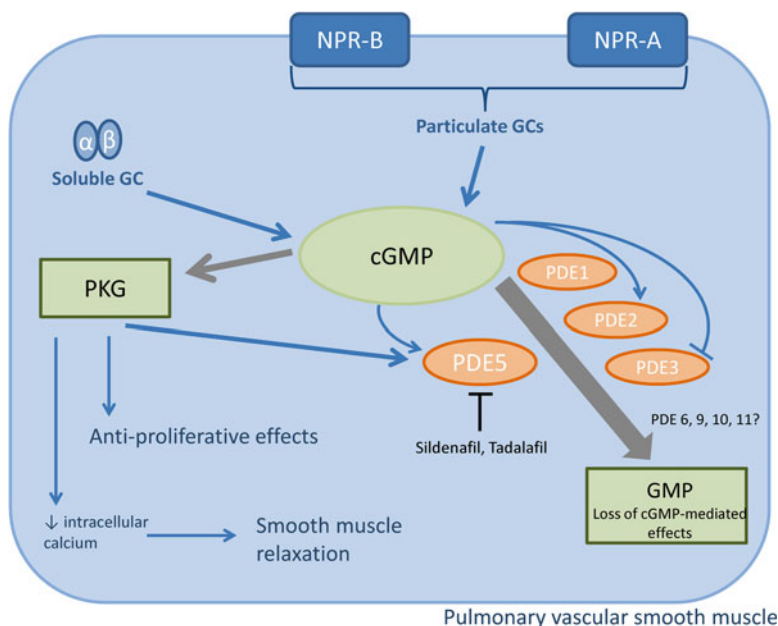 NPR-B
NPR-A
Particulate GCs
α β
Soluble GC
cGMP
PKG
PDE1
PDE2
PDE5
PDE3
PDE 6, 9, 10, 11?
Anti-proliferative effects
Sildenafil, Tadalafil
GMP
Loss of cGMP-mediated
effects
↓ intracellular
calcium
Smooth muscle
relaxation
Pulmonary vascular smooth muscle